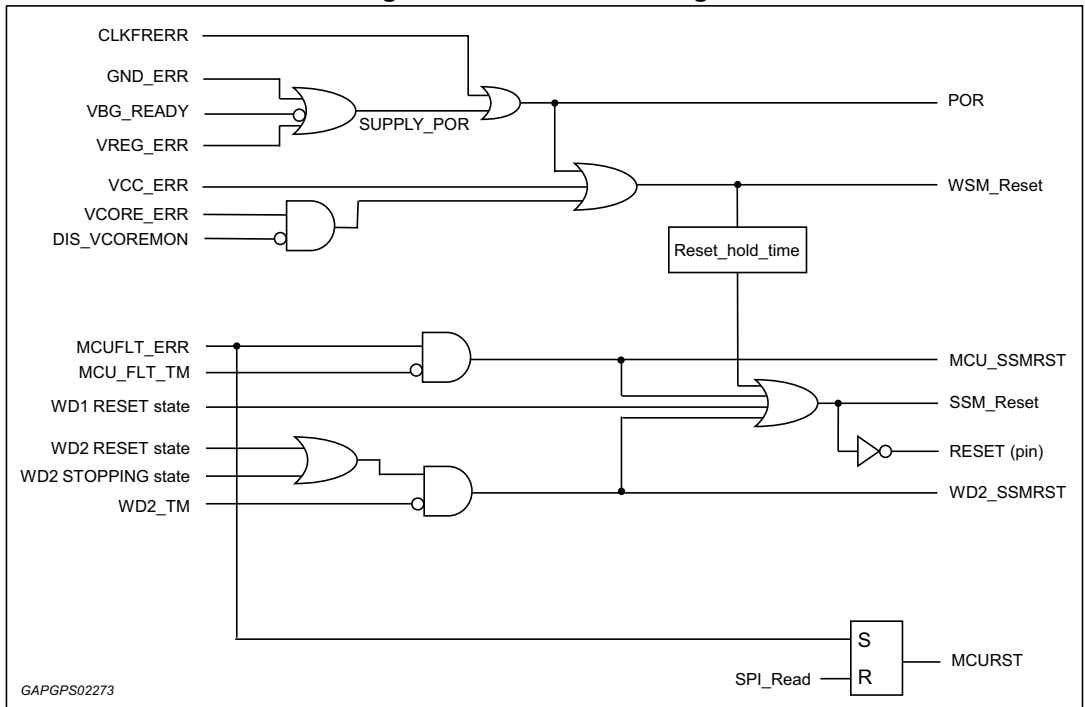 CLKFRERR
GND_ERR
VBG_READY
VREG_ERR
SUPPLY_POR
POR
VCC_ERR
VCORE_ERR
DIS_VCOREMON
WSM_Reset
Reset_hold_time
MCUFLT_ERR
MCU_FLT_TM
MCU_SSMRST
WD1 RESET state
SSM_Reset
WD2 RESET state
RESET (pin)
WD2 STOPPING state
WD2_TM
WD2_SSMRST
S
R
MCURST
SPI_Read
GAPGPS02273